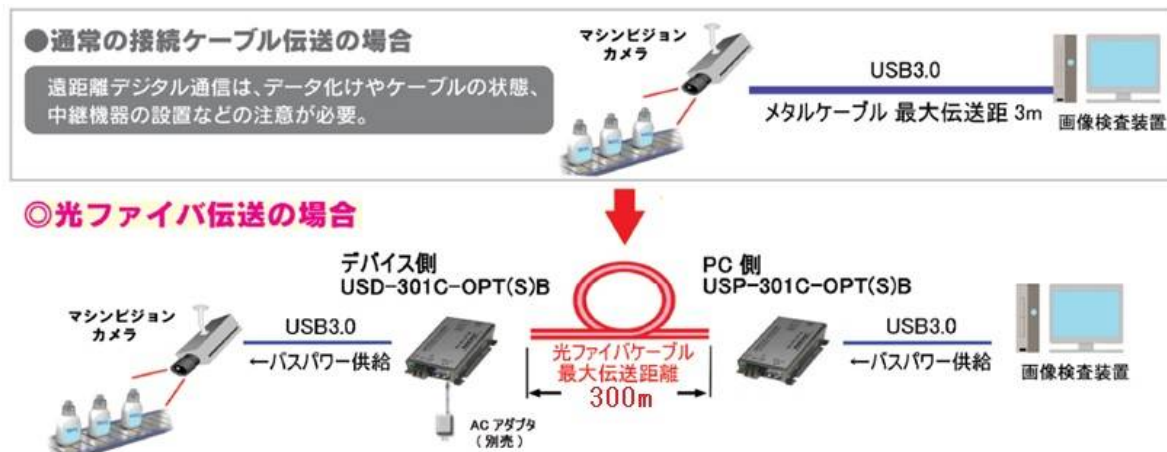 ●通常の接続ケーブル伝送の場合
遠距離デジタル通信は、データ化けやケーブルの状態、
中継機器の設置などの注意が必要。
マシンビジョン
カメラ
USB3.0
メタルケーブル 最大伝送距 3m
画像検査装置
◎光ファイバ伝送の場合
マシンビジョン
カメラ
USB3.0
←バスパワー供給
デバイス側
USD-301C-OPT(S)B
ACアダプタ
(別売)
光ファイバケーブル
最大伝送距離
300m
PC側
USP-301C-OPT(S)B
USB3.0
←バスパワー供給
画像検査装置